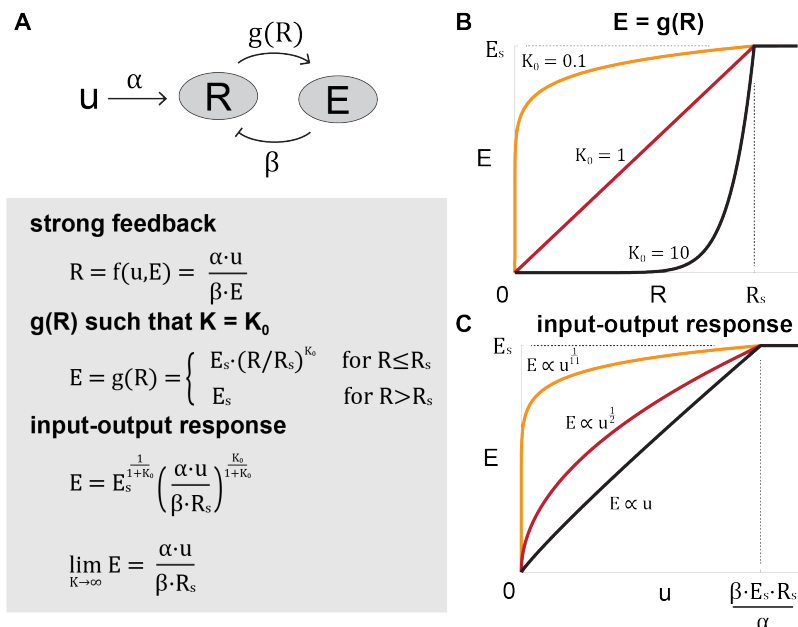 A
g(R)
u α R E
β
strong feedback
R = f(u,E) = α·u / β·E
g(R) such that K = K₀
E = g(R) = { Eₛ·(R/Rₛ)^K₀ for R≤Rₛ
Eₛ for R>Rₛ
input-output response
E = Eₛ^(1/1+K₀) (α·u / β·Rₛ)^(K₀/1+K₀)
lim K→∞ E = α·u / β·Rₛ
B
E = g(R)
Eₛ
K₀ = 0.1
K₀ = 1
E
K₀ = 10
0 R Rₛ
C
input-output response
Eₛ
E ∝ u^(1/11)
E ∝ u^(1/2)
E
E ∝ u
0 u β·Eₛ·Rₛ / α